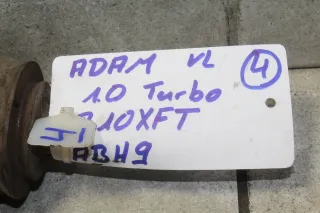 ADAM VL
4
1.0 Turbo
B10XFT
J1
ABH9